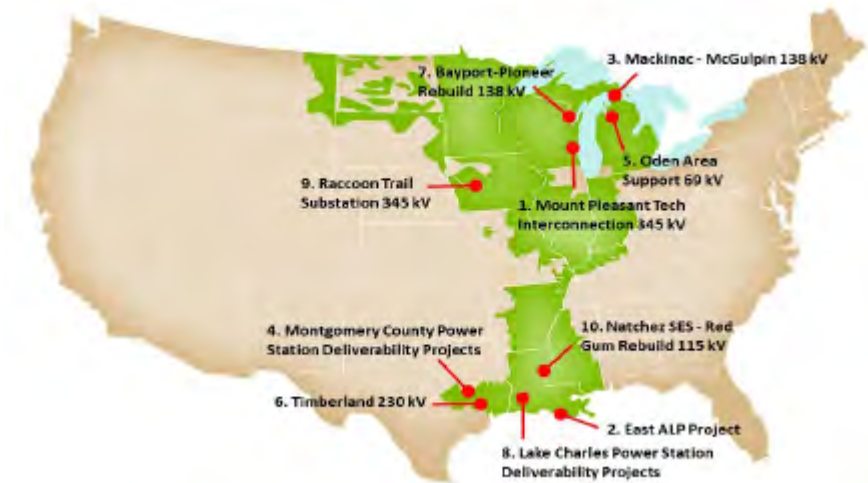 3. Mackinac - McGulpin 138 kV
7. Bayport-Pioneer
Rebuild 138 kV
5. Oden Area
Support 69 kV
9. Raccoon Trail
Substation 345 kV
1. Mount Pleasant Tech
Interconnection 345 kV
4. Montgomery County Power
Station Deliverability Projects
10. Natchez SES - Red
Gum Rebuild 115 kV
6. Timberland 230 kV
2. East ALP Project
8. Lake Charles Power Station
Deliverability Projects